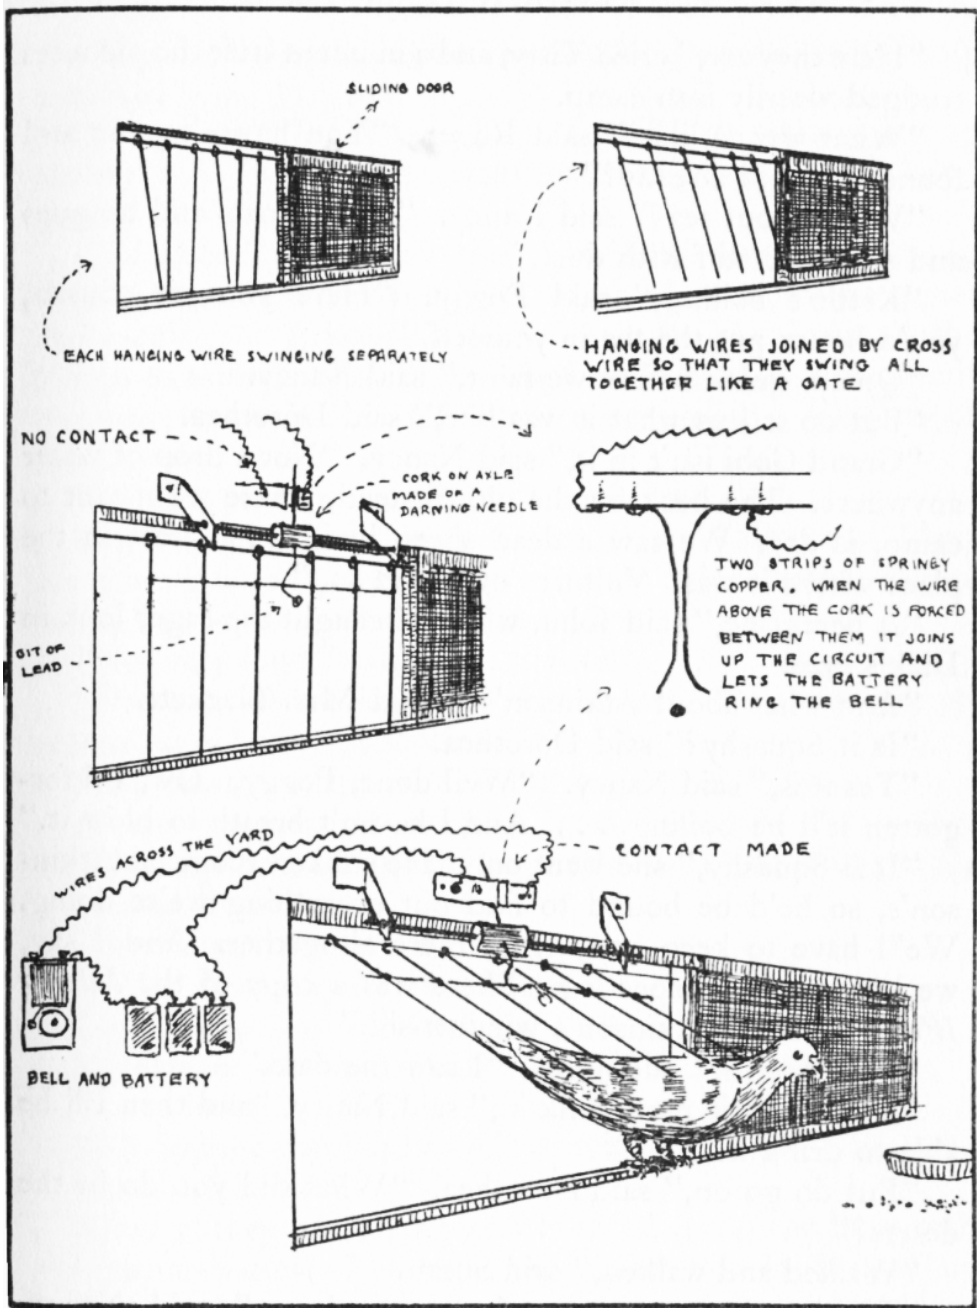 SLIDING DOOR
EACH HANGING WIRE SWINGING SEPARATELY
HANGING WIRES JOINED BY CROSS
WIRE SO THAT THEY SWING ALL
TOGETHER LIKE A GATE.
NO CONTACT
CORK ON AXLE
MADE OF A
DARNING NEEDLE
BIT OF
LEAD
TWO STRIPS OF SPRINGY
COPPER. WHEN THE WIRE
ABOVE THE CORK IS FORCED
BETWEEN THEM IT JOINS
UP THE CIRCUIT AND
LETS THE BATTERY
RING THE BELL
WIRES ACROSS THE YARD
CONTACT MADE
BELL AND BATTERY